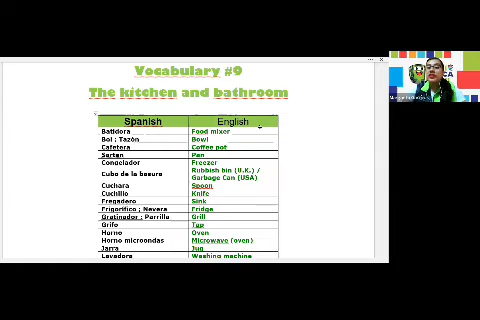 Vocabulary #9
The kitchen and bathroom
Spanish English
Batidora Food mixer
Bol ; Tazón Bowl
Cafetera Coffee pot
Sartén Pan
Congelador Freezer
Cubo de la basura Rubbish bin (U.K.) /
Garbage Can (USA)
Cuchara Spoon
Cuchillo Knife
Fregadero Sink
Frigorífico ; Nevera Fridge
Gratinador ; Parrilla Grill
Grifo Tap
Horno Oven
Horno microondas Microwave (oven)
Jarra Jug
Lavadora Washing machine